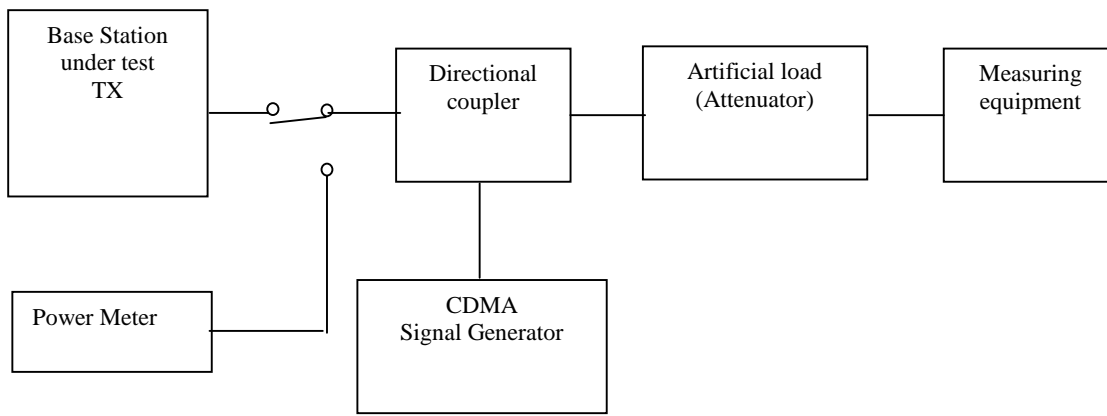 Base Station
under test
TX
Directional
coupler
Artificial load
(Attenuator)
Measuring
equipment
Power Meter
CDMA
Signal Generator